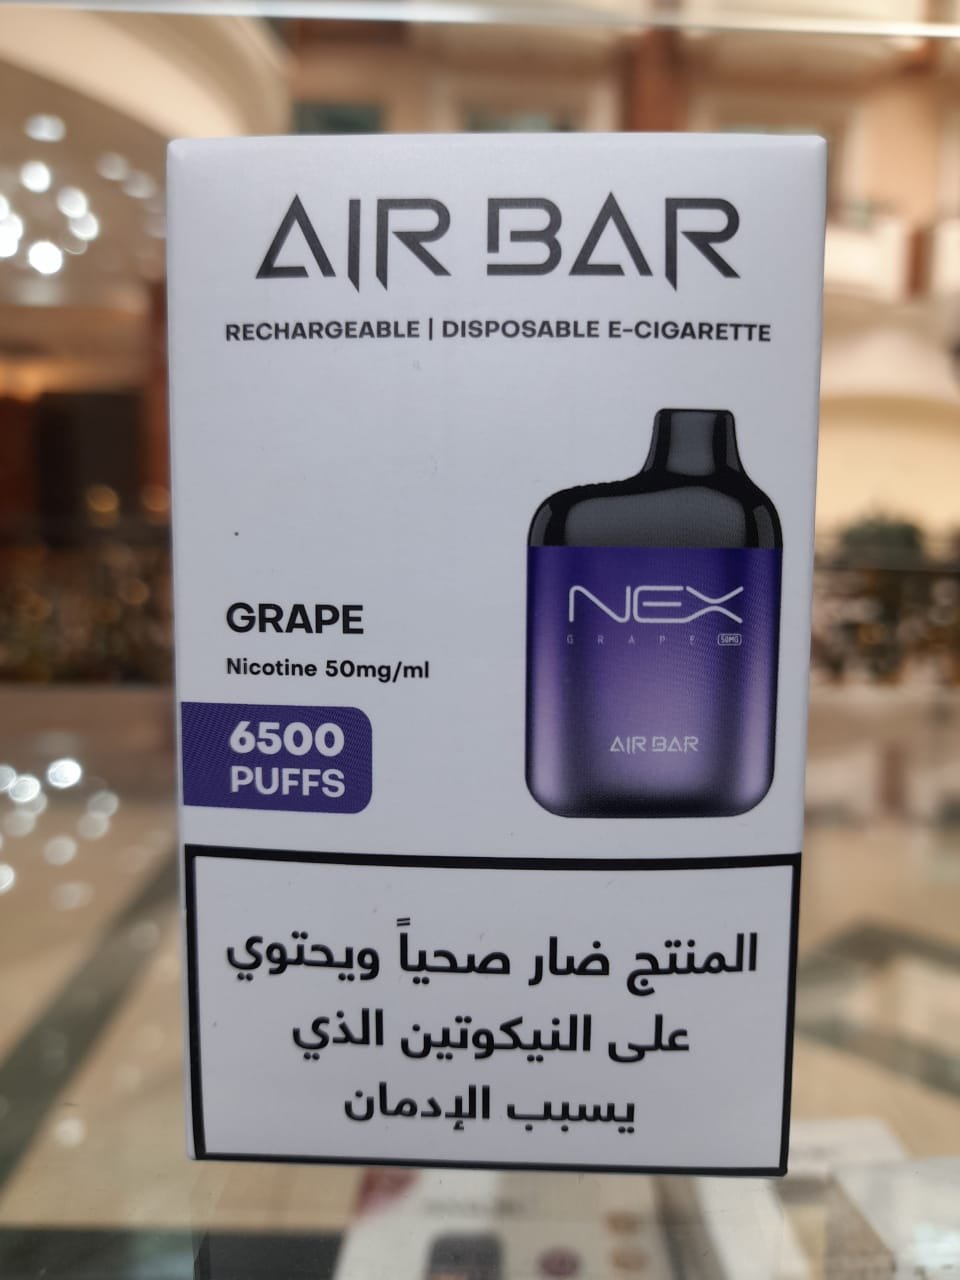 AIR BAR
RECHARGEABLE | DISPOSABLE E-CIGARETTE
NEX
GRAPE 50MG
AIR BAR
GRAPE
Nicotine 50mg/ml
6500
PUFFS
المنتج ضار صحياً ويحتوي
على النيكوتين الذي
يسبب الإدمان